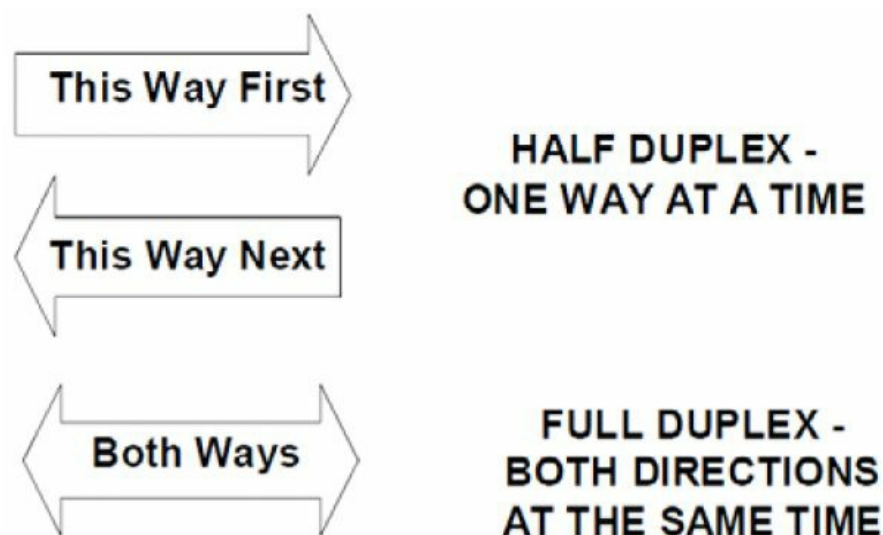 This Way First
HALF DUPLEX -
ONE WAY AT A TIME
This Way Next
Both Ways
FULL DUPLEX -
BOTH DIRECTIONS
AT THE SAME TIME